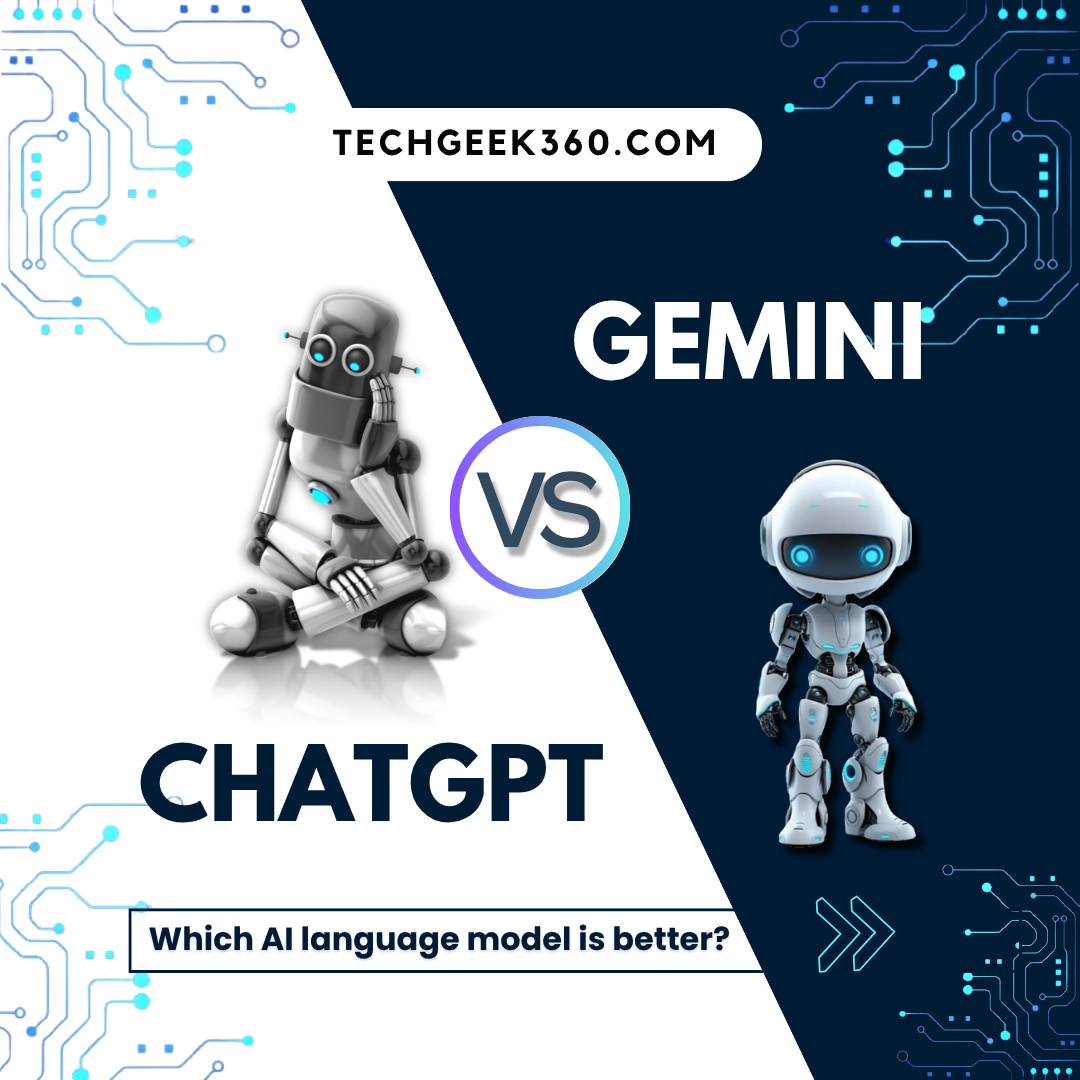 TECHGEEK360.COM
GEMINI
VS
CHATGPT
Which AI language model is better?